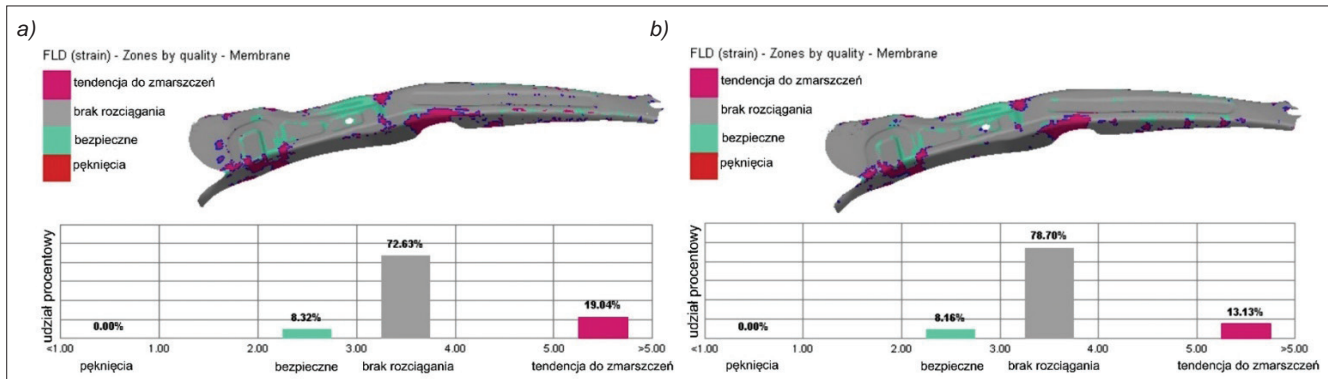 a)
FLD (strain) - Zones by quality - Membrane
tendencja do zmarszczeń
brak rozciągania
bezpieczne
pęknięcia
udział procentowy
0.00%
8.32%
72.63%
19.04%
<1.00 1.00 2.00 3.00 4.00 5.00 >5.00
pęknięcia bezpieczne brak rozciągania tendencja do zmarszczeń
b)
FLD (strain) - Zones by quality - Membrane
tendencja do zmarszczeń
brak rozciągania
bezpieczne
pęknięcia
udział procentowy
0.00%
8.16%
78.70%
13.13%
<1.00 1.00 2.00 3.00 4.00 5.00 >5.00
pęknięcia bezpieczne brak rozciągania tendencja do zmarszczeń